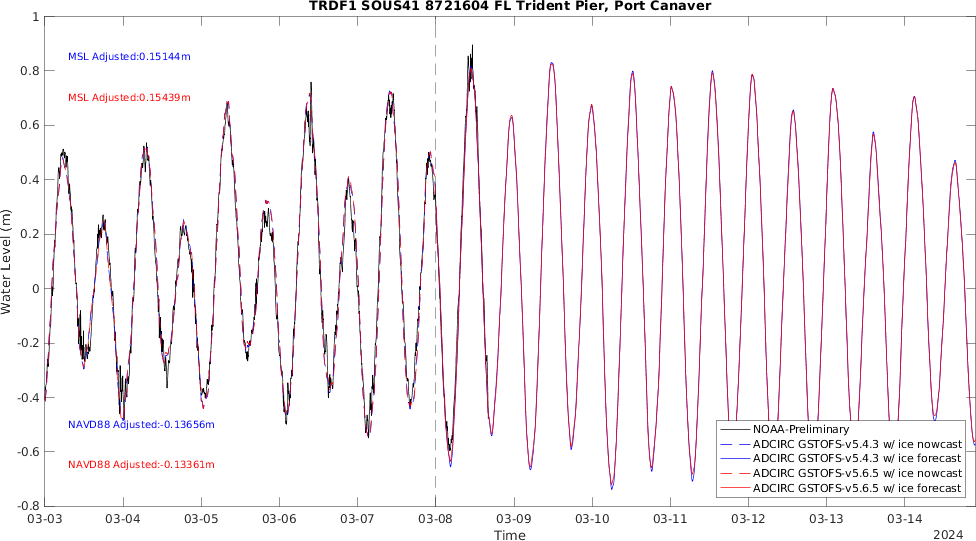 TRDF1 SOUS41 8721604 FL Trident Pier, Port Canaver
1
MSL Adjusted:0.15144m
0.8
MSL Adjusted:0.15439m
0.6
0.4
0.2
Water Level (m)
0
-0.2
-0.4
NAVD88 Adjusted:-0.13656m
NOAA-Preliminary
ADCIRC GSTOFS-v5.4.3 w/ ice nowcast
-0.6
ADCIRC GSTOFS-v5.4.3 w/ ice forecast
NAVD88 Adjusted:-0.13361m
ADCIRC GSTOFS-v5.6.5 w/ ice nowcast
ADCIRC GSTOFS-v5.6.5 w/ ice forecast
-0.8
03-03 03-04 03-05 03-06 03-07 03-08 03-09 03-10 03-11 03-12 03-13 03-14
Time
2024